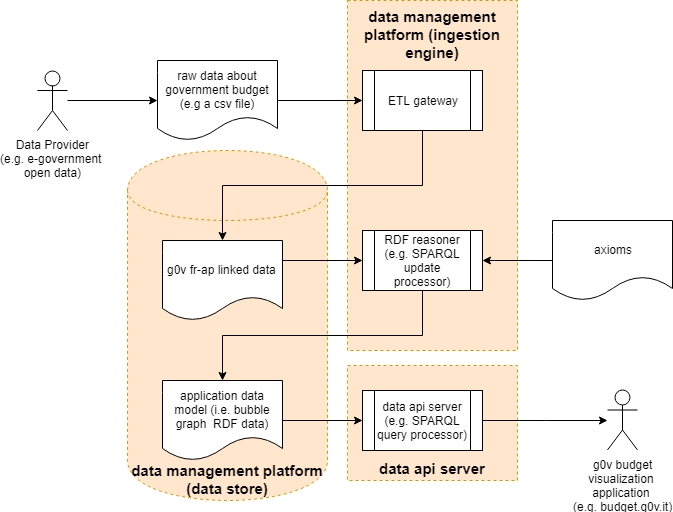 data management
platform (ingestion
engine)
raw data about
government budget
(e.g a csv file)
ETL gateway
Data Provider
(e.g. e-government
open data)
g0v fr-ap linked data
RDF reasoner
(e.g. SPARQL
update
processor)
axioms
application data
model (i.e. bubble
graph RDF data)
data api server
(e.g. SPARQL
query processor)
data management platform
(data store)
data api server
g0v budget
visualization
application
(e.g. budget.g0v.it)